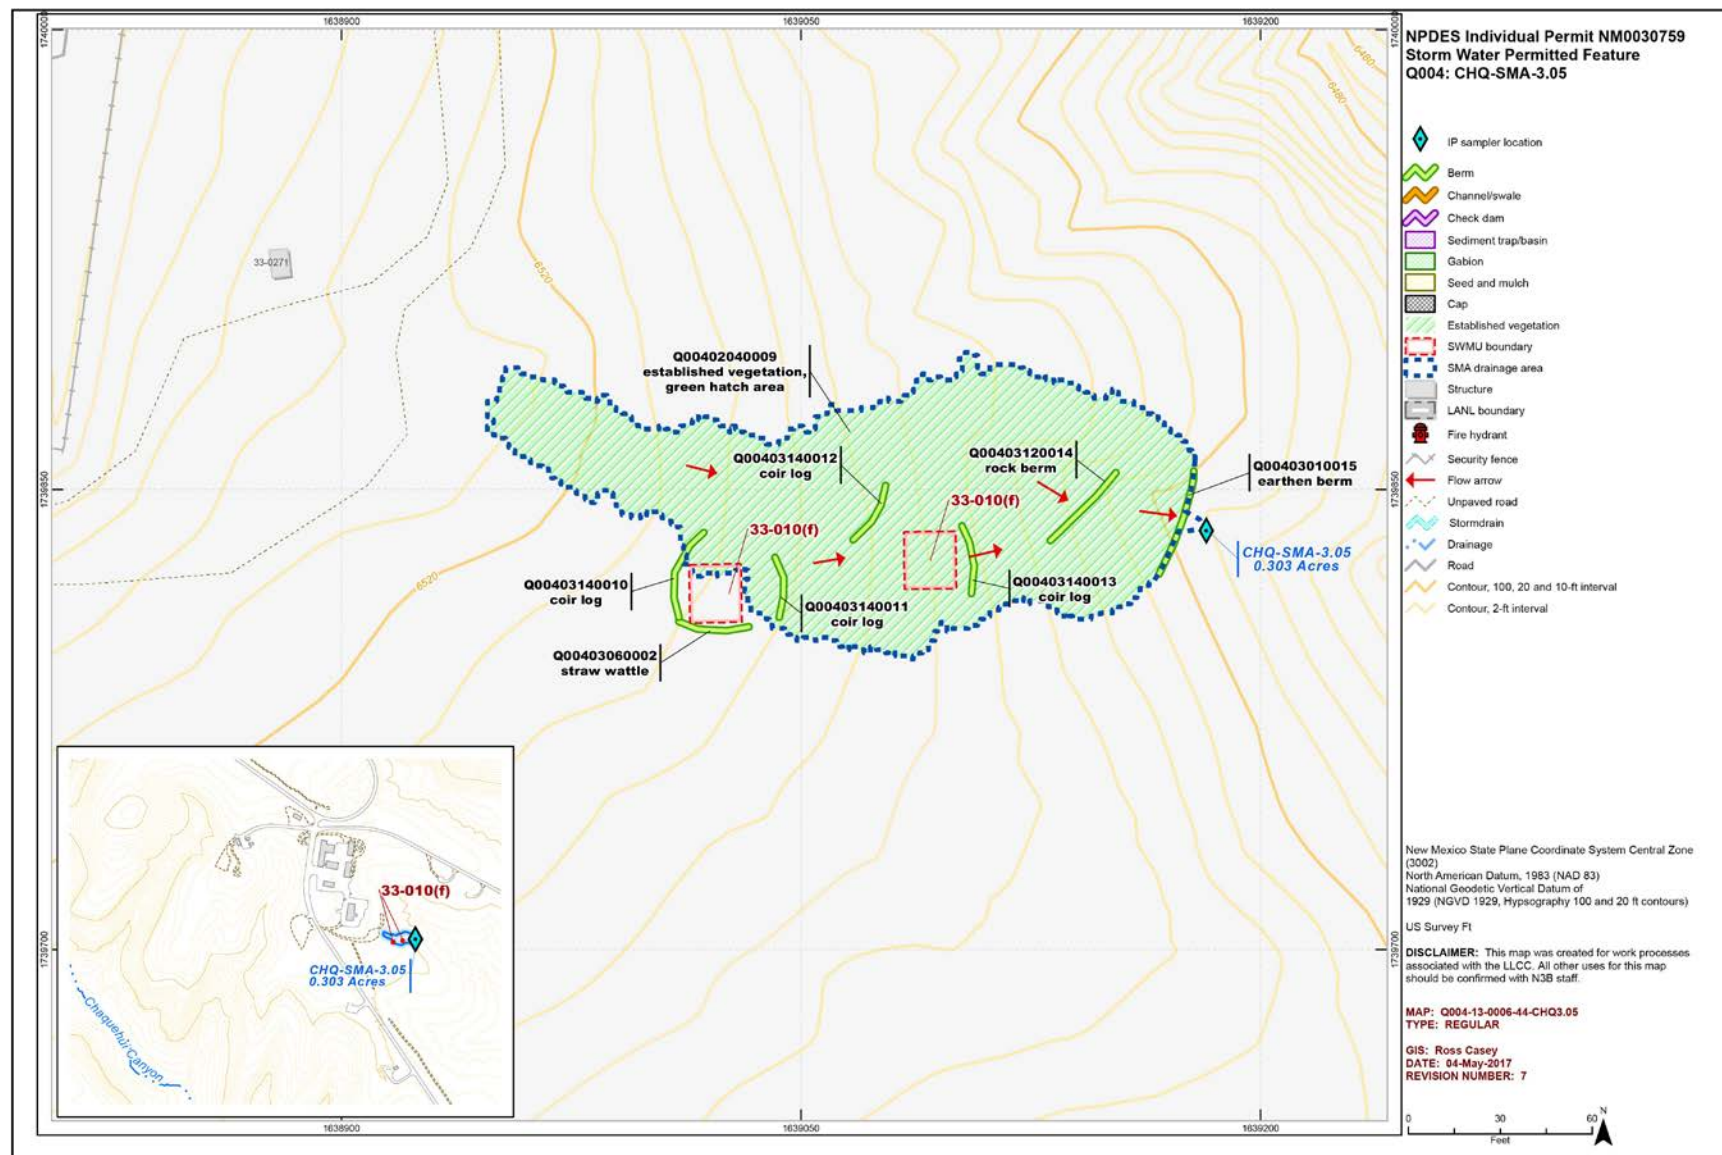 1638900
1639050
1639200
1740000
1740000
6480
6480
33-0271
6520
Q00402040009
established vegetation,
green hatch area
Q00403140012
coir log
Q00403120014
rock berm
Q00403010015
earthen berm
1739850
1739850
33-010(f)
33-010(f)
CHQ-SMA-3.05
0.303 Acres
Q00403140010
coir log
Q00403140011
coir log
Q00403140013
coir log
6520
Q00403060002
straw wattle
33-010(f)
CHQ-SMA-3.05
0.303 Acres
Chaquehui Canyon
1739700
1739700
1638900
1639050
1639200
NPDES Individual Permit NM0030759
Storm Water Permitted Feature
Q004: CHQ-SMA-3.05
IP sampler location
Berm
Channel/swale
Check dam
Sediment trap/basin
Gabion
Seed and mulch
Cap
Established vegetation
SWMU boundary
SMA drainage area
Structure
LANL boundary
Fire hydrant
Security fence
Flow arrow
Unpaved road
Stormdrain
Drainage
Road
Contour, 100, 20 and 10-ft interval
Contour, 2-ft interval
New Mexico State Plane Coordinate System Central Zone
(3002)
North American Datum, 1983 (NAD 83)
National Geodetic Vertical Datum of
1929 (NGVD 1929, Hypsography 100 and 20 ft contours)
US Survey Ft
DISCLAIMER: This map was created for work processes
associated with the LLCC. All other uses for this map
should be confirmed with N3B staff.
MAP: Q004-13-0006-44-CHQ3.05
TYPE: REGULAR
GIS: Ross Casey
DATE: 04-May-2017
REVISION NUMBER: 7
0 30 60
Feet
N